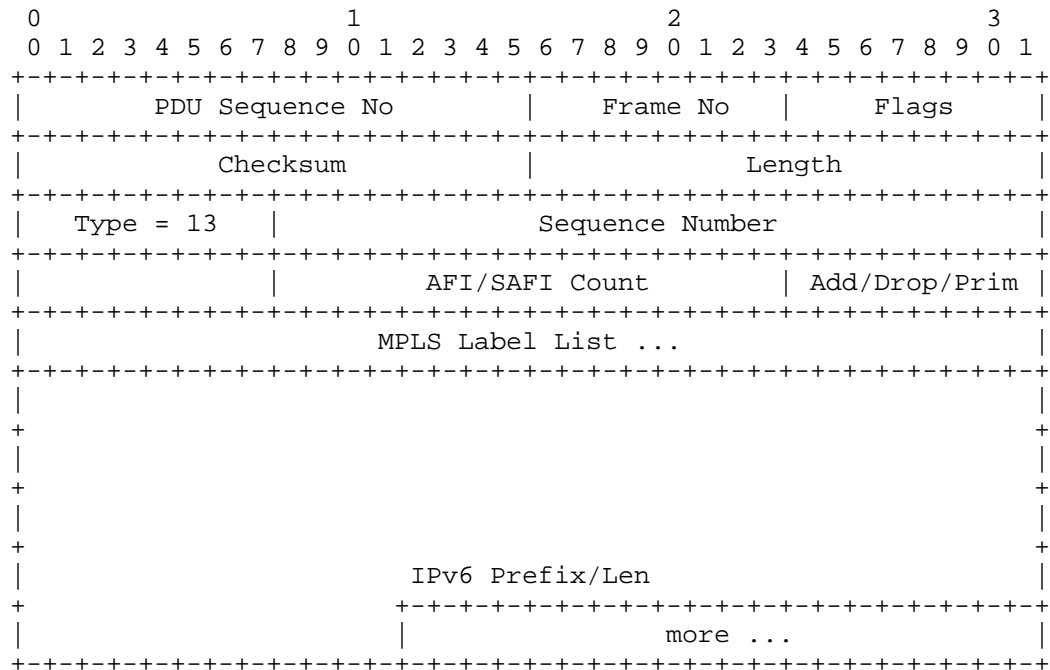 0                   1                   2                   3
0 1 2 3 4 5 6 7 8 9 0 1 2 3 4 5 6 7 8 9 0 1 2 3 4 5 6 7 8 9 0 1
+-+-+-+-+-+-+-+-+-+-+-+-+-+-+-+-+-+-+-+-+-+-+-+-+-+-+-+-+-+-+-+-+
|        PDU Sequence No        |    Frame No   |     Flags     |
+-+-+-+-+-+-+-+-+-+-+-+-+-+-+-+-+-+-+-+-+-+-+-+-+-+-+-+-+-+-+-+-+
|            Checksum           |             Length            |
+-+-+-+-+-+-+-+-+-+-+-+-+-+-+-+-+-+-+-+-+-+-+-+-+-+-+-+-+-+-+-+-+
|   Type = 13   |                Sequence Number                |
+-+-+-+-+-+-+-+-+-+-+-+-+-+-+-+-+-+-+-+-+-+-+-+-+-+-+-+-+-+-+-+-+
|               |         AFI/SAFI Count        | Add/Drop/Prim |
+-+-+-+-+-+-+-+-+-+-+-+-+-+-+-+-+-+-+-+-+-+-+-+-+-+-+-+-+-+-+-+-+
|                      MPLS Label List ...                      |
+-+-+-+-+-+-+-+-+-+-+-+-+-+-+-+-+-+-+-+-+-+-+-+-+-+-+-+-+-+-+-+-+
|                                                               |
+                                                               +
|                                                               |
+                                                               +
|                                                               |
+                                                               +
|                        IPv6 Prefix/Len                        |
+                       +-+-+-+-+-+-+-+-+-+-+-+-+-+-+-+-+-+-+-+-+
|                       |                more ...               |
+-+-+-+-+-+-+-+-+-+-+-+-+-+-+-+-+-+-+-+-+-+-+-+-+-+-+-+-+-+-+-+-+